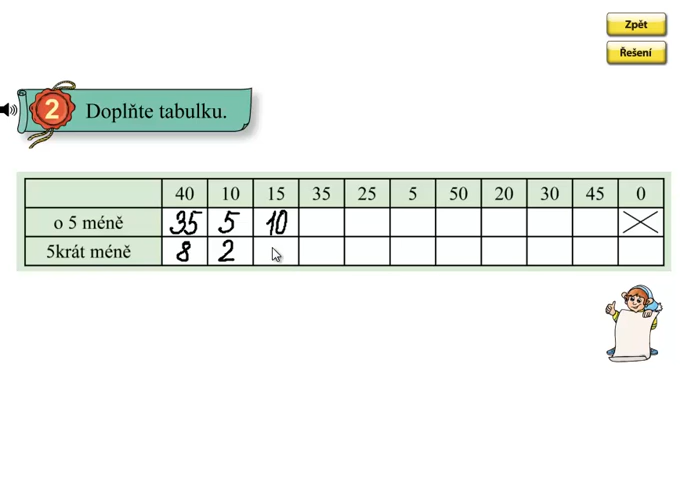 Zpět
Řešení
2 Doplňte tabulku.
40 10 15 35 25 5 50 20 30 45 0
o 5 méně 35 5 10
5krát méně 8 2